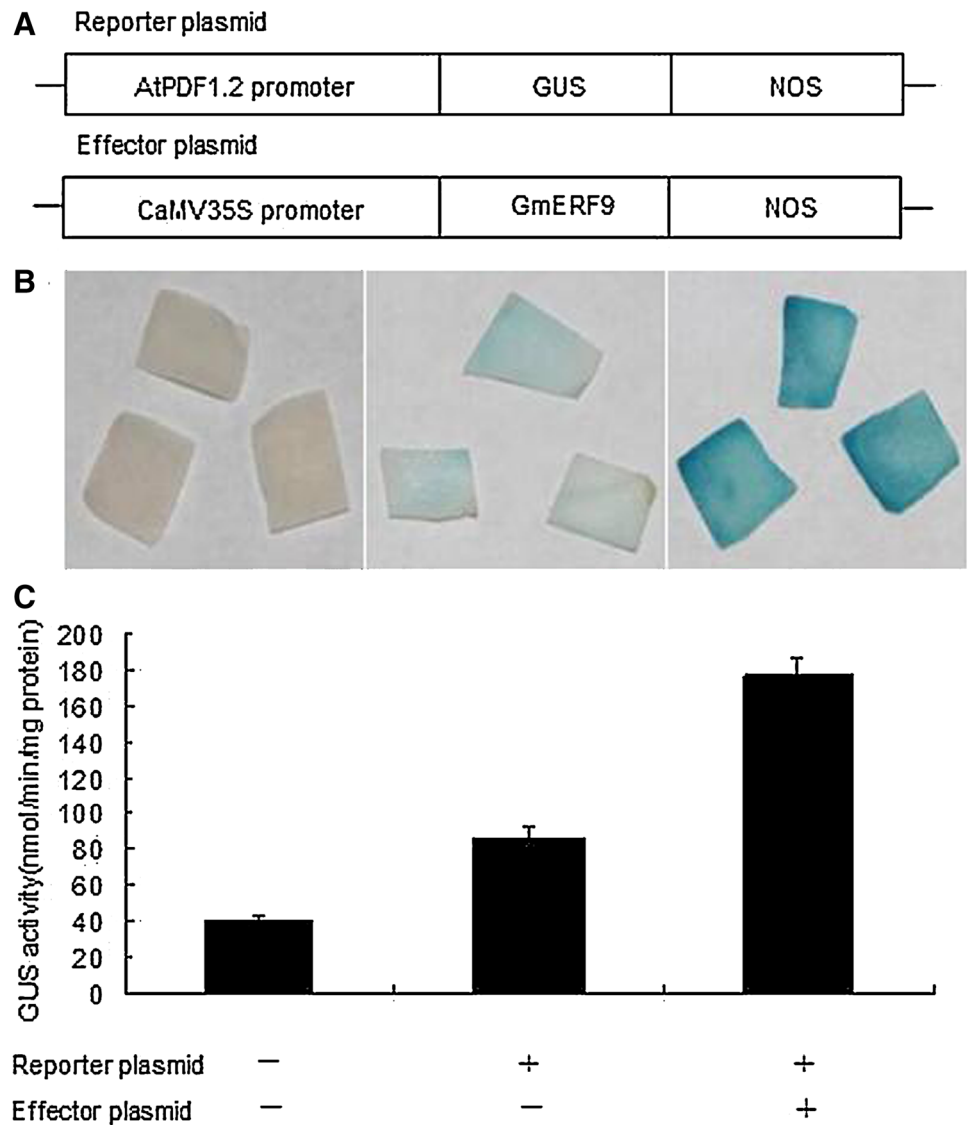 A Reporter plasmid
AtPDF1.2 promoter GUS NOS
Effector plasmid
CaMV35S promoter GmERF9 NOS
B
C
GUS activity(nmol/min.mg protein)
200
180
160
140
120
100
80
60
40
20
0
Reporter plasmid − + +
Effector plasmid − − +